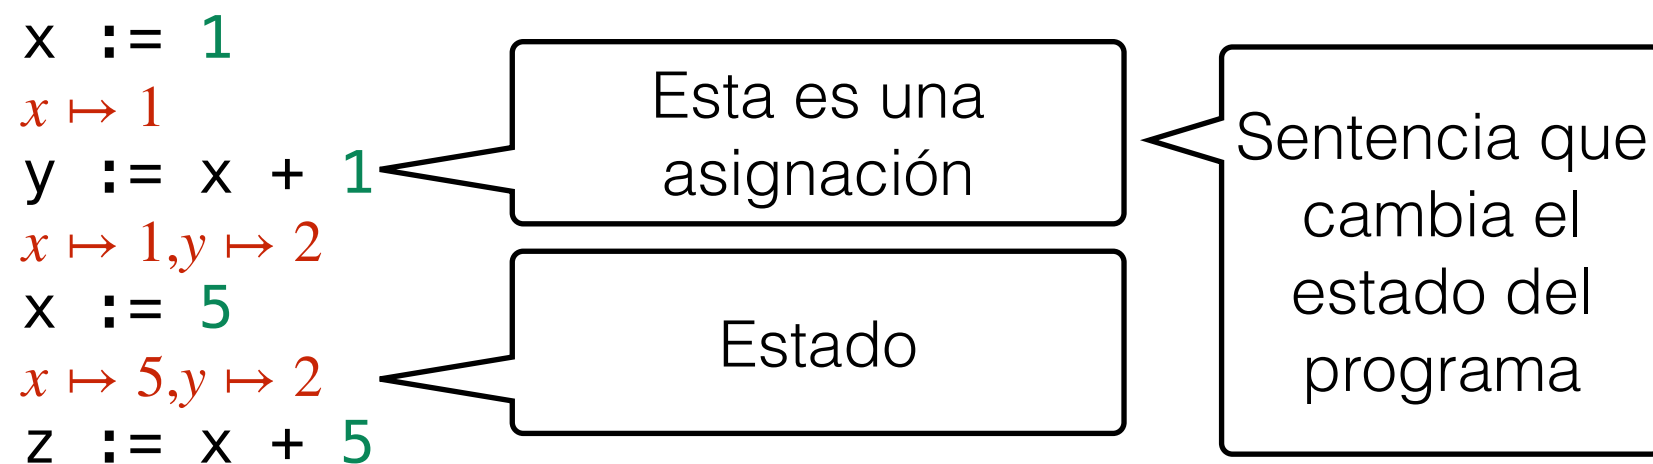 x := 1
x ↦ 1
y := x + 1
x ↦ 1,y ↦ 2
x := 5
x ↦ 5,y ↦ 2
z := x + 5
Esta es una
asignación
Estado
Sentencia que
cambia el
estado del
programa